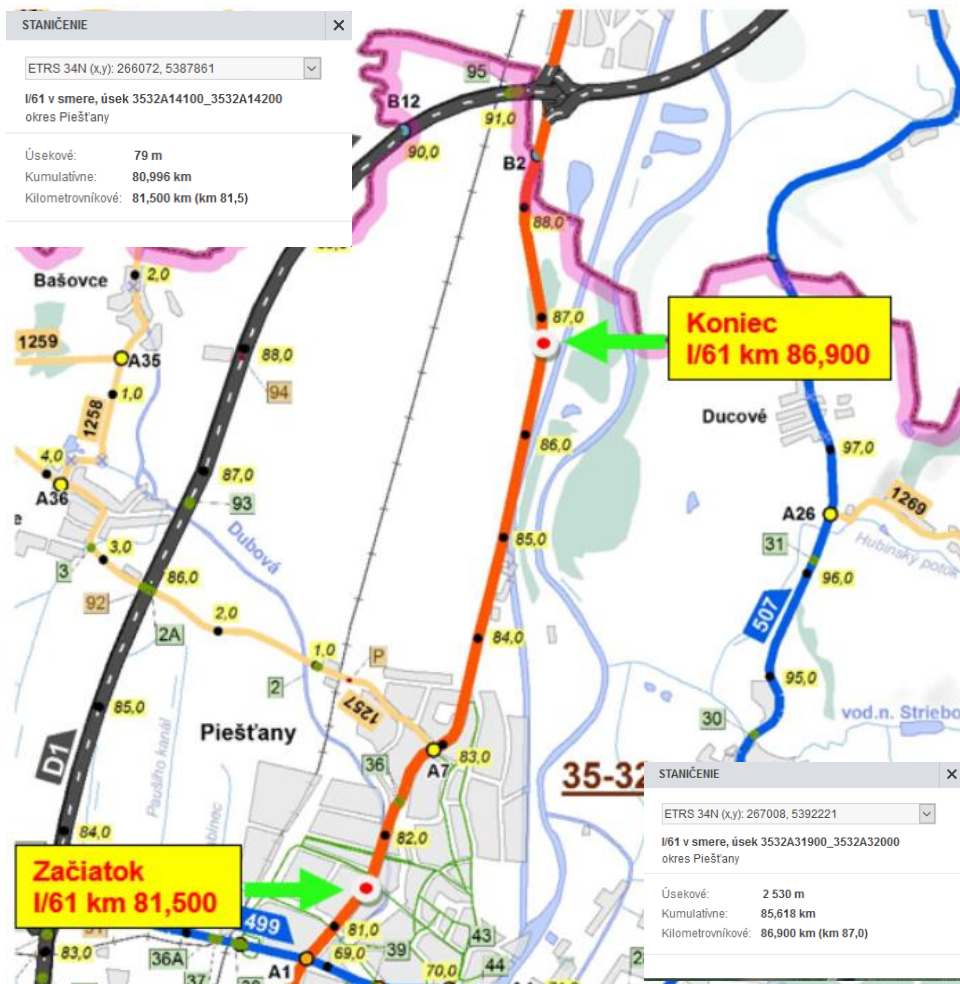 STANIČENIE
ETRS 34N (x,y): 266072, 5387861
I/61 v smere, úsek 3532A14100_3532A14200
okres Piešťany
Úsekové: 79 m
Kumulatívne: 80,996 km
Kilometrovníkové: 81,500 km (km 81,5)
95
B12
91,0
90,0
B2
88,0
Bašovce
2,0
87,0
Koniec
I/61 km 86,900
1259
A35
88,0
94
1,0
1258
Ducové
86,0
97,0
4,0
A36
87,0
93
1269
A26
Dubová
85,0
31
Hubinský potok
3,0
3
86,0
96,0
92
2,0
507
2A
84,0
1,0
P
2
95,0
85,0
1257
vod.n. Striebo
Piešťany
30
D1
83,0
A7
Paušiho kanál
36
35-32
84,0
82,0
Začiatok
I/61 km 81,500
499
81,0
43
39
83,0
36A
69,0
A1
44
70,0
37
STANIČENIE
ETRS 34N (x,y): 267008, 5392221
I/61 v smere, úsek 3532A31900_3532A32000
okres Piešťany
Úsekové: 2 530 m
Kumulatívne: 85,618 km
Kilometrovníkové: 86,900 km (km 87,0)